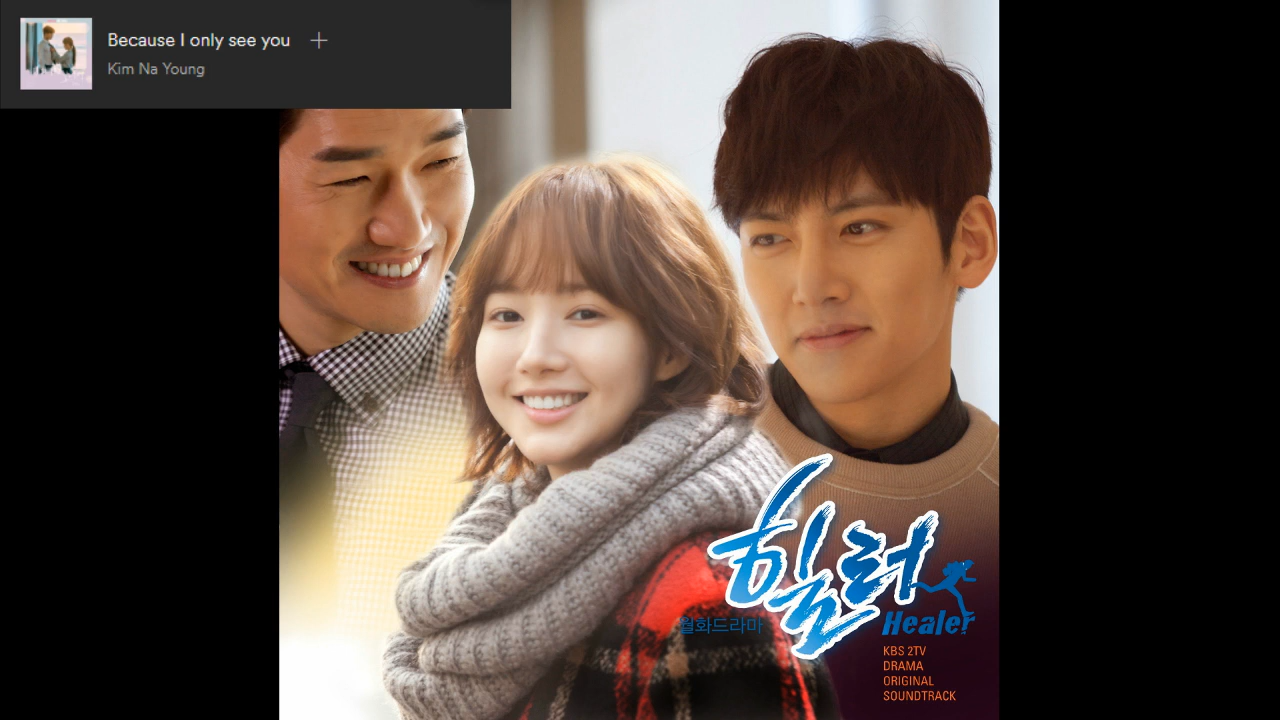 Because I only see you
Kim Na Young
힐러
월화드라마
Healer
KBS 2TV
DRAMA
ORIGINAL
SOUNDTRACK